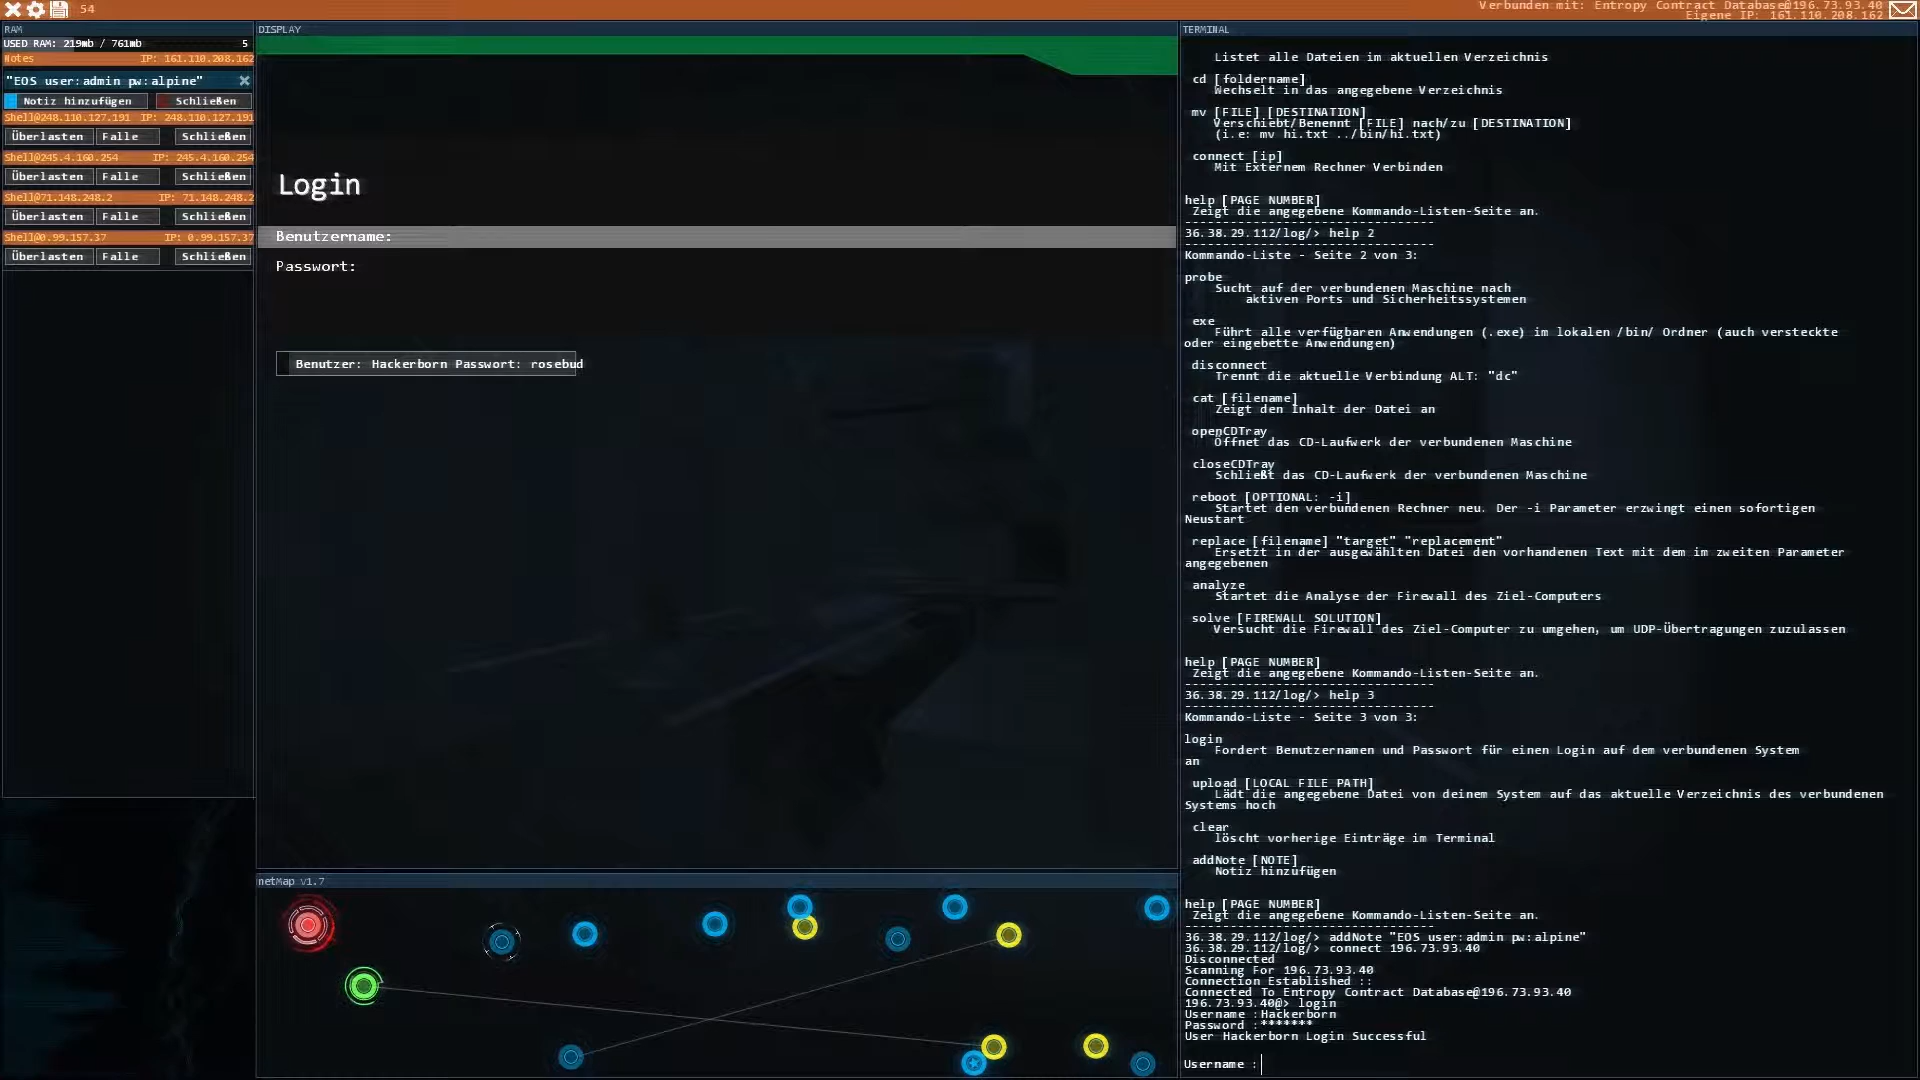 54
Verbunden mit: Entropy Contract Database@196.73.93.40
Eigene IP: 161.110.208.162
RAM
USED RAM: 219mb / 761mb 5
Notes IP: 161.110.208.162
"EOS user:admin pw:alpine"
Notiz hinzufügen Schließen
Shell@248.110.127.191 IP: 248.110.127.191
Überlasten Falle Schließen
Shell@245.4.160.254 IP: 245.4.160.254
Überlasten Falle Schließen
Shell@71.148.248.2 IP: 71.148.248.2
Überlasten Falle Schließen
Shell@0.99.157.37 IP: 0.99.157.37
Überlasten Falle Schließen
DISPLAY
Login
Benutzername:
Passwort:
Benutzer: Hackerborn Passwort: rosebud
netMap v1.7
TERMINAL
Listet alle Dateien im aktuellen Verzeichnis
cd [foldername]
Wechselt in das angegebene Verzeichnis
mv [FILE] [DESTINATION]
Verschiebt/Benennt [FILE] nach/zu [DESTINATION]
(i.e: mv hi.txt ../bin/hi.txt)
connect [ip]
Mit Externem Rechner Verbinden
help [PAGE NUMBER]
Zeigt die angegebene Kommando-Listen-Seite an.
---------------------------------
36.38.29.112/log/> help 2
---------------------------------
Kommando-Liste - Seite 2 von 3:
probe
Sucht auf der verbundenen Maschine nach
aktiven Ports und Sicherheitssystemen
exe
Führt alle verfügbaren Anwendungen (.exe) im lokalen /bin/ Ordner (auch versteckte
oder eingebette Anwendungen)
disconnect
Trennt die aktuelle Verbindung ALT: "dc"
cat [filename]
Zeigt den Inhalt der Datei an
openCDTray
Öffnet das CD-Laufwerk der verbundenen Maschine
closeCDTray
Schließt das CD-Laufwerk der verbundenen Maschine
reboot [OPTIONAL: -i]
Startet den verbundenen Rechner neu. Der -i Parameter erzwingt einen sofortigen
Neustart
replace [filename] "target" "replacement"
Ersetzt in der ausgewählten Datei den vorhandenen Text mit dem im zweiten Parameter
angegebenen
analyze
Startet die Analyse der Firewall des Ziel-Computers
solve [FIREWALL SOLUTION]
Versucht die Firewall des Ziel-Computer zu umgehen, um UDP-Übertragungen zuzulassen
help [PAGE NUMBER]
Zeigt die angegebene Kommando-Listen-Seite an.
---------------------------------
36.38.29.112/log/> help 3
---------------------------------
Kommando-Liste - Seite 3 von 3:
login
Fordert Benutzernamen und Passwort für einen Login auf dem verbundenen System
an
upload [LOCAL FILE PATH]
Lädt die angegebene Datei von deinem System auf das aktuelle Verzeichnis des verbundenen
Systems hoch
clear
löscht vorherige Einträge im Terminal
addNote [NOTE]
Notiz hinzufügen
help [PAGE NUMBER]
Zeigt die angegebene Kommando-Listen-Seite an.
---------------------------------
36.38.29.112/log/> addNote "EOS user:admin pw:alpine"
36.38.29.112/log/> connect 196.73.93.40
Disconnected
Scanning For 196.73.93.40
Connection Established ::
Connected To Entropy Contract Database@196.73.93.40
196.73.93.40@> login
Username :Hackerborn
Password :*******
User Hackerborn Login Successful
Username :